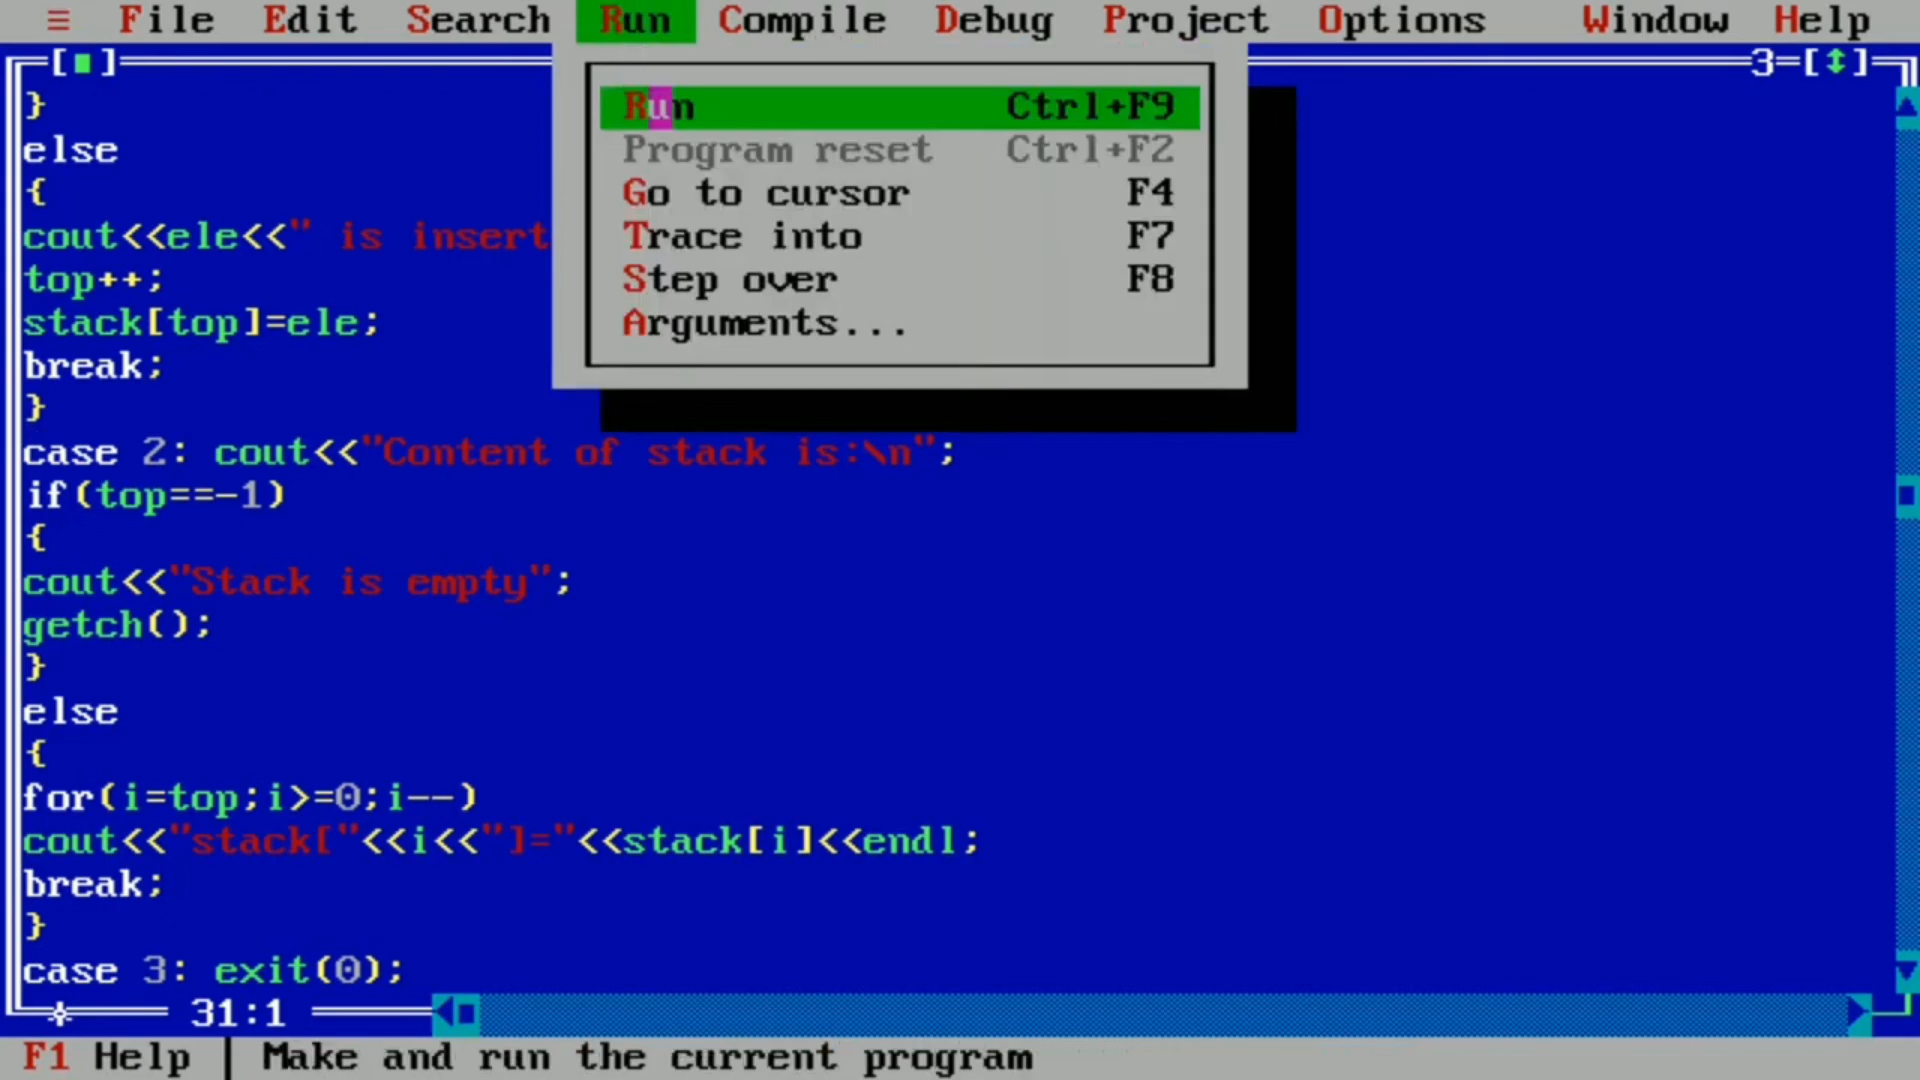 ≡ File Edit Search Run Compile Debug Project Options Window Help
[■] 3=[↕]
Run Ctrl+F9
Program reset Ctrl+F2
Go to cursor F4
Trace into F7
Step over F8
Arguments...
}
else
{
cout<<ele<<" is insert
top++;
stack[top]=ele;
break;
}
case 2: cout<<"Content of stack is:\n";
if(top==-1)
{
cout<<"Stack is empty";
getch();
}
else
{
for(i=top;i>=0;i--)
cout<<"stack["<<i<<"]="<<stack[i]<<endl;
break;
}
case 3: exit(0);
31:1
F1 Help | Make and run the current program